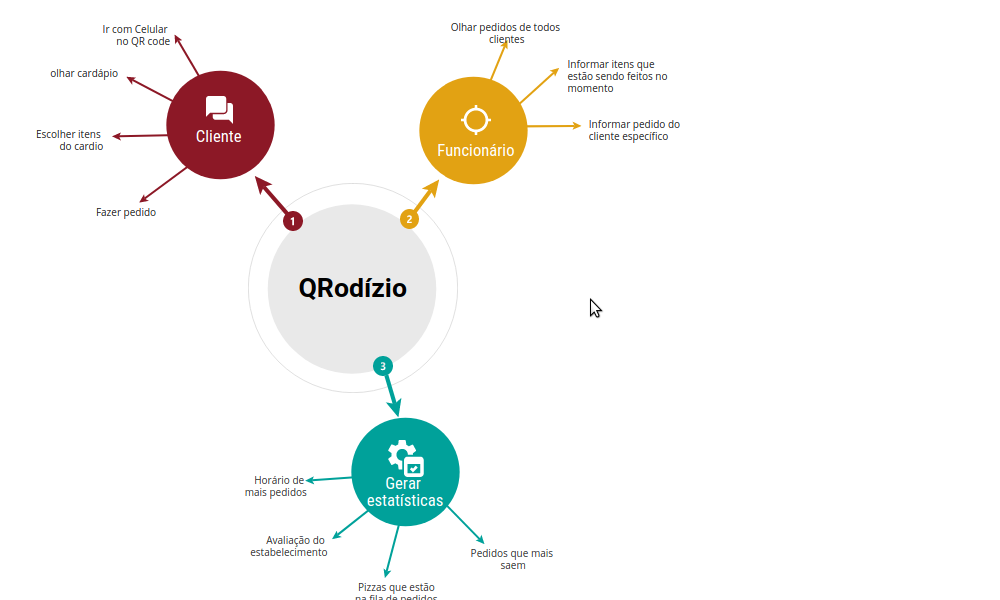 Ir com Celular
no QR code
olhar cardápio
Escolher itens
do cardio
Fazer pedido
Cliente
1
Olhar pedidos de todos
clientes
Informar itens que
estão sendo feitos no
momento
Informar pedido do
cliente específico
Funcionário
2
QRodízio
3
Gerar
estatísticas
Horário de
mais pedidos
Avaliação do
estabelecimento
Pizzas que estão
na fila de pedidos
Pedidos que mais
saem